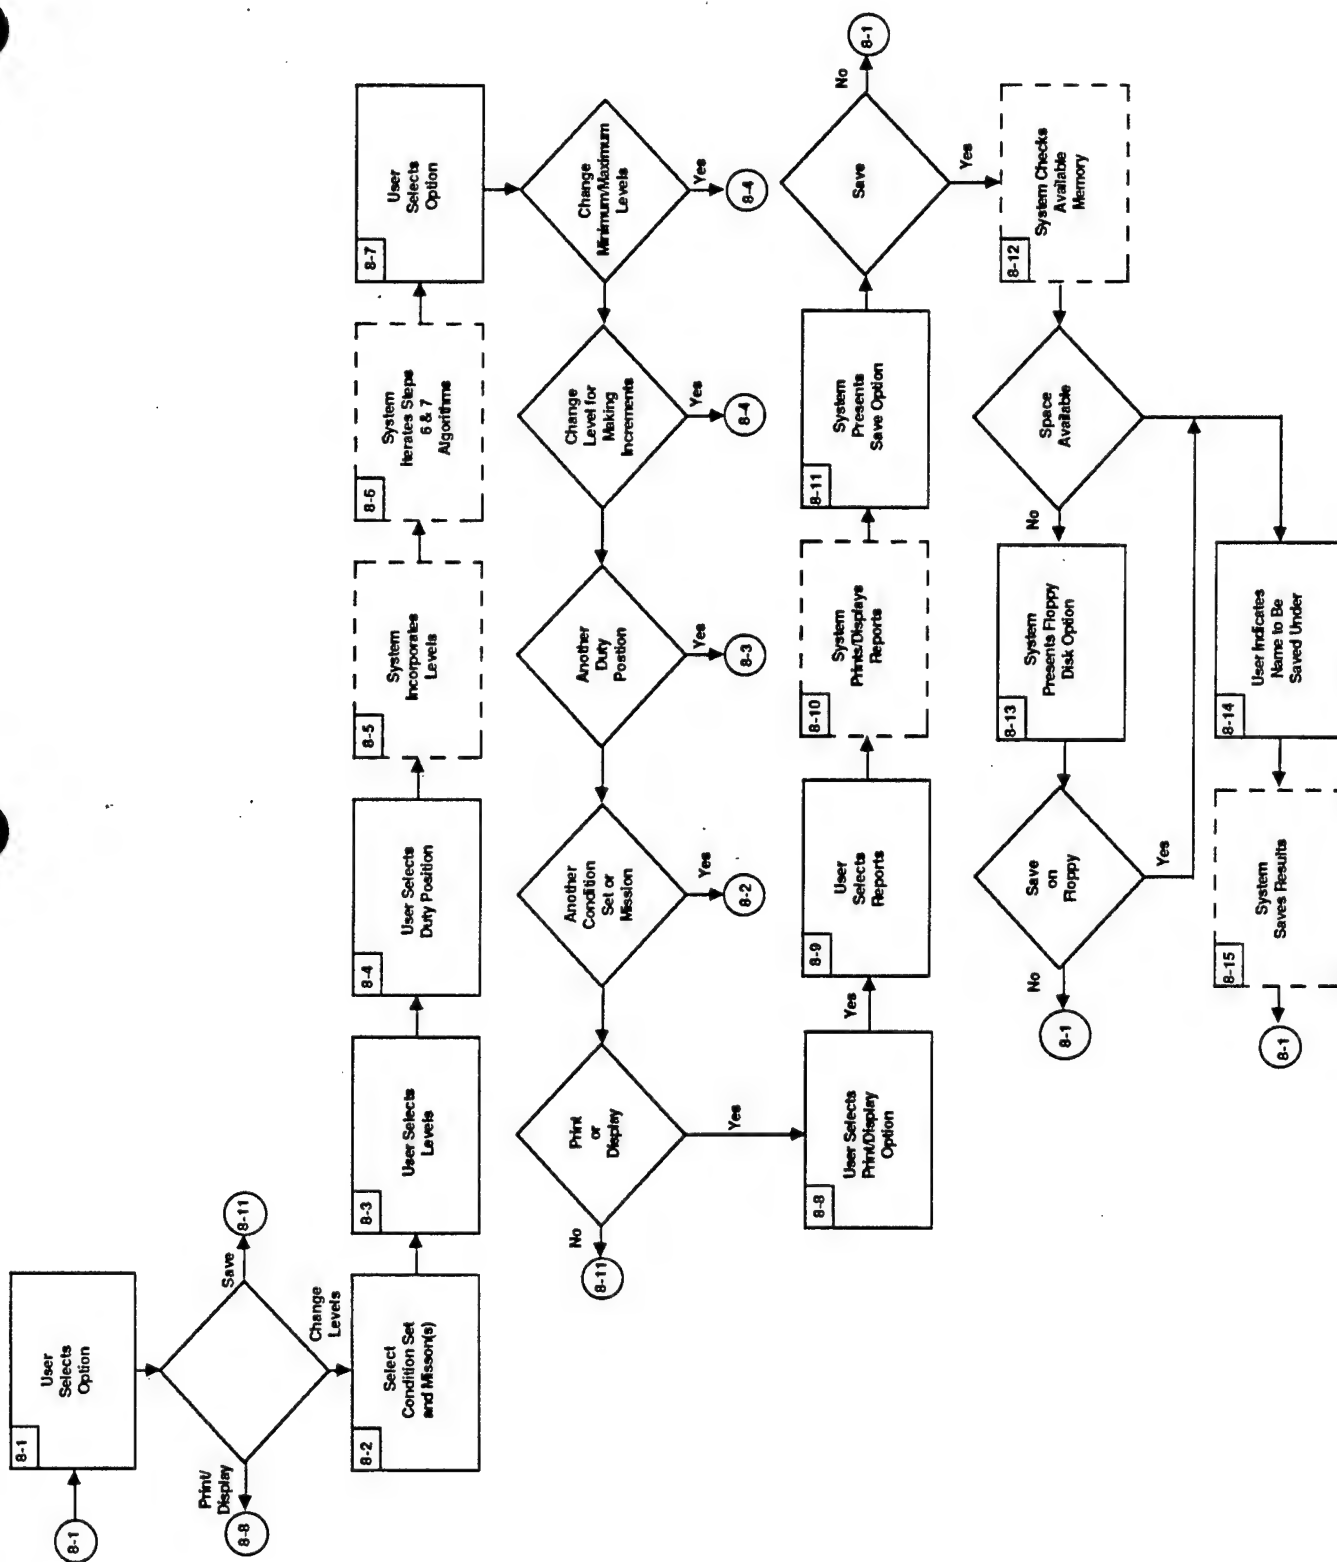 8-1
8-1
User
Selects
Option
Print/
Display
8-8
Save
8-11
Change
Levels
8-2
Select
Condition Set
and Misson(s)
8-3
User Selects
Levels
8-4
User Selects
Duty Position
8-5
System
Incorporates
Levels
8-6
System
Iterates Steps
6 & 7
Algorithms
8-7
User
Selects
Option
Change
Minimum/Maximum
Levels
Yes
8-4
Change
Level for
Making
Increments
Yes
8-4
Another
Duty
Postion
Yes
8-3
Another
Condition
Set or
Mission
Yes
8-2
Print
or
Display
No
8-11
Yes
8-8
User Selects
Print/Display
Option
Yes
8-9
User
Selects
Reports
8-10
System
Prints/Displays
Reports
8-11
System
Presents
Save Option
Save
No
8-1
Yes
8-12
System Checks
Available
Memory
Space
Available
No
8-13
System
Presents Floppy
Disk Option
Save
on
Floppy
No
8-1
Yes
8-14
User Indicates
Name to Be
Saved Under
8-15
System
Saves Results
8-1